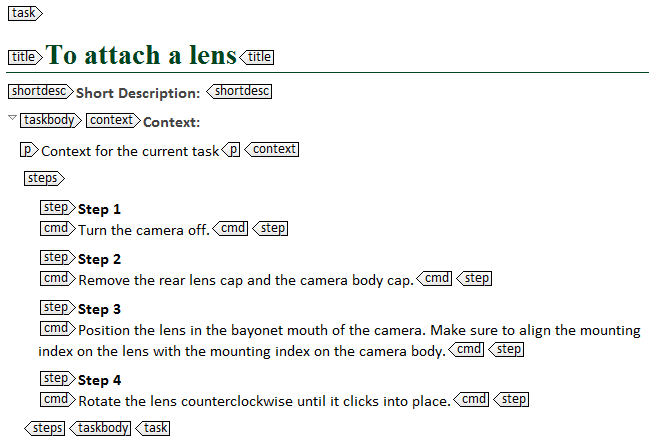 task
title To attach a lens title
shortdesc Short Description: shortdesc
taskbody context Context:
p Context for the current task p context
steps
step Step 1
cmd Turn the camera off. cmd step
step Step 2
cmd Remove the rear lens cap and the camera body cap. cmd step
step Step 3
cmd Position the lens in the bayonet mouth of the camera. Make sure to align the mounting
index on the lens with the mounting index on the camera body. cmd step
step Step 4
cmd Rotate the lens counterclockwise until it clicks into place. cmd step
steps taskbody task